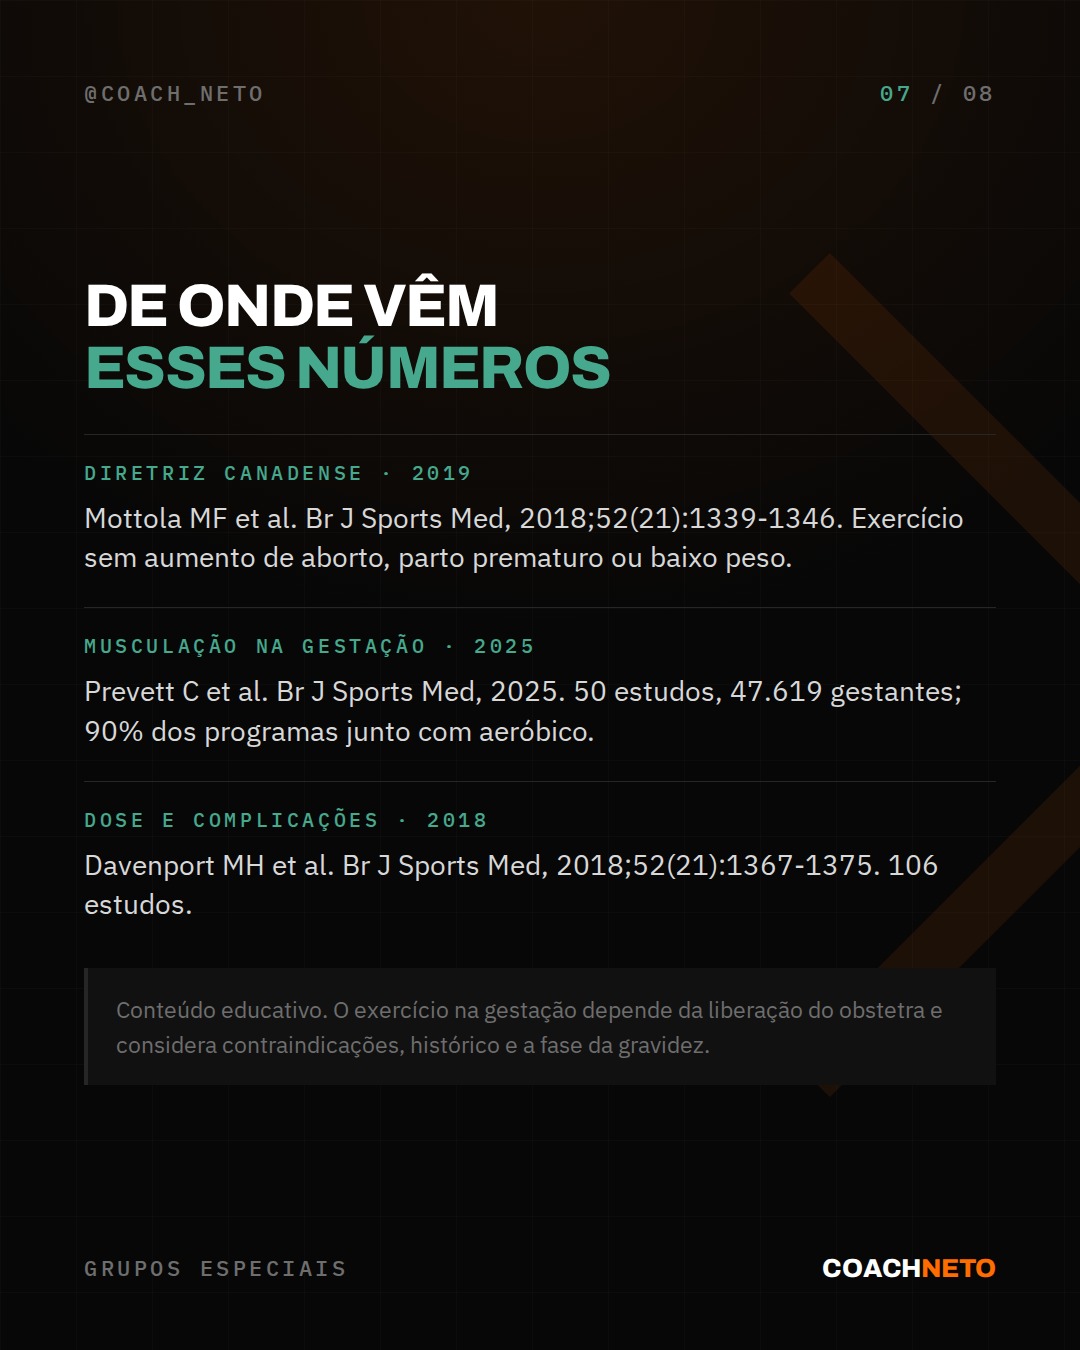 @COACH_NETO
07 / 08
DE ONDE VÊM
ESSES NÚMEROS
DIRETRIZ CANADENSE · 2019
Mottola MF et al. Br J Sports Med, 2018;52(21):1339-1346. Exercício
sem aumento de aborto, parto prematuro ou baixo peso.
MUSCULAÇÃO NA GESTAÇÃO · 2025
Prevett C et al. Br J Sports Med, 2025. 50 estudos, 47.619 gestantes;
90% dos programas junto com aeróbico.
DOSE E COMPLICAÇÕES · 2018
Davenport MH et al. Br J Sports Med, 2018;52(21):1367-1375. 106
estudos.
Conteúdo educativo. O exercício na gestação depende da liberação do obstetra e
considera contraindicações, histórico e a fase da gravidez.
GRUPOS ESPECIAIS
COACHNETO